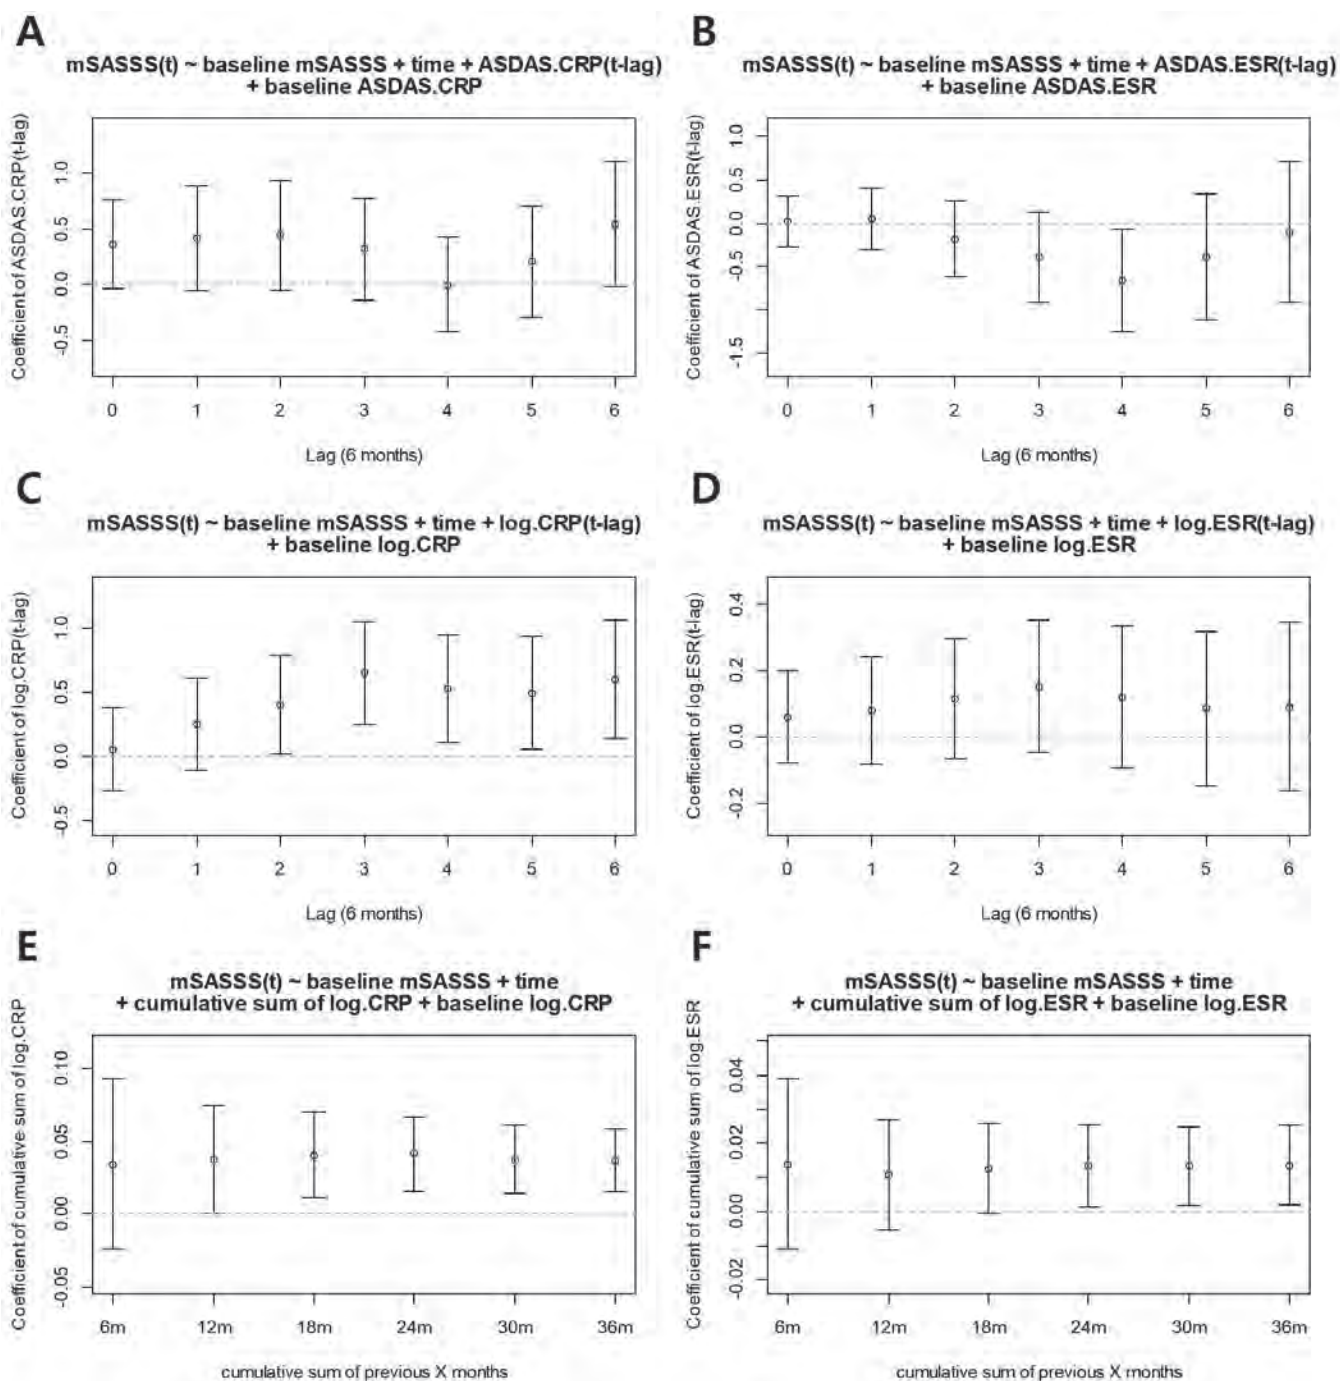 A
mSASSS(t) ~ baseline mSASSS + time + ASDAS.CRP(t-lag)
+ baseline ASDAS.CRP
Coefficient of ASDAS.CRP(t-lag)
1.0
0.5
0.0
-0.5
0 1 2 3 4 5 6
Lag (6 months)
B
mSASSS(t) ~ baseline mSASSS + time + ASDAS.ESR(t-lag)
+ baseline ASDAS.ESR
Coefficient of ASDAS.ESR(t-lag)
1.0
0.5
0.0
-0.5
-1.5
0 1 2 3 4 5 6
Lag (6 months)
C
mSASSS(t) ~ baseline mSASSS + time + log.CRP(t-lag)
+ baseline log.CRP
Coefficient of log.CRP(t-lag)
1.0
0.5
0.0
-0.5
0 1 2 3 4 5 6
Lag (6 months)
D
mSASSS(t) ~ baseline mSASSS + time + log.ESR(t-lag)
+ baseline log.ESR
Coefficient of log.ESR(t-lag)
0.4
0.2
0.0
-0.2
0 1 2 3 4 5 6
Lag (6 months)
E
mSASSS(t) ~ baseline mSASSS + time
+ cumulative sum of log.CRP + baseline log.CRP
Coefficient of cumulative sum of log.CRP
0.10
0.05
0.00
-0.05
6m 12m 18m 24m 30m 36m
cumulative sum of previous X months
F
mSASSS(t) ~ baseline mSASSS + time
+ cumulative sum of log.ESR + baseline log.ESR
Coefficient of cumulative sum of log.ESR
0.04
0.02
0.00
-0.02
6m 12m 18m 24m 30m 36m
cumulative sum of previous X months